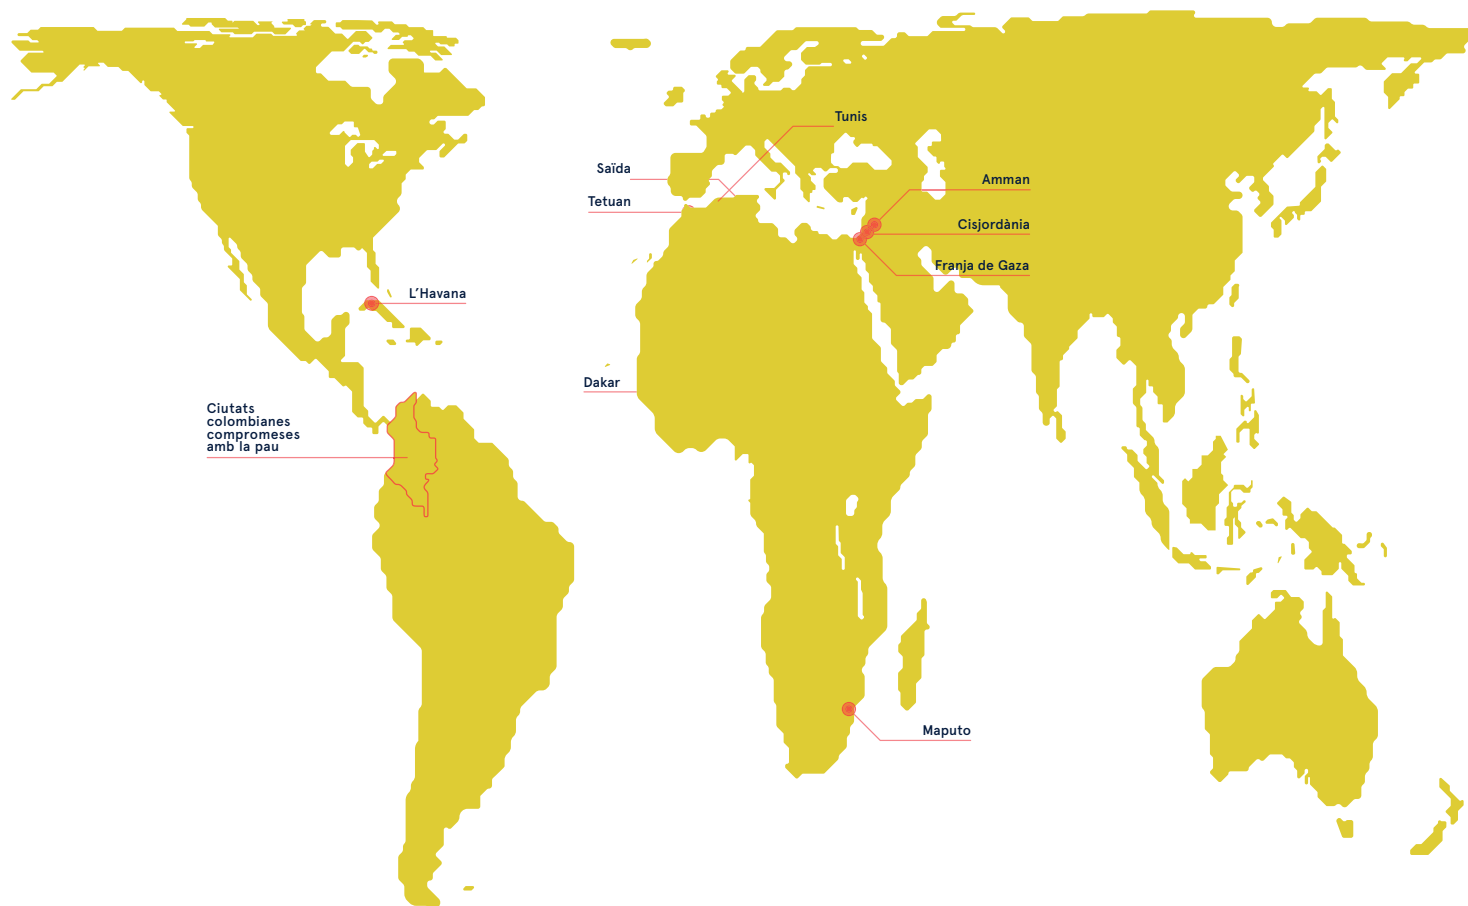 Tunis
Saïda
Amman
Tetuan
Cisjordània
Franja de Gaza
L'Havana
Dakar
Ciutats
colombianes
compromeses
amb la pau
Maputo